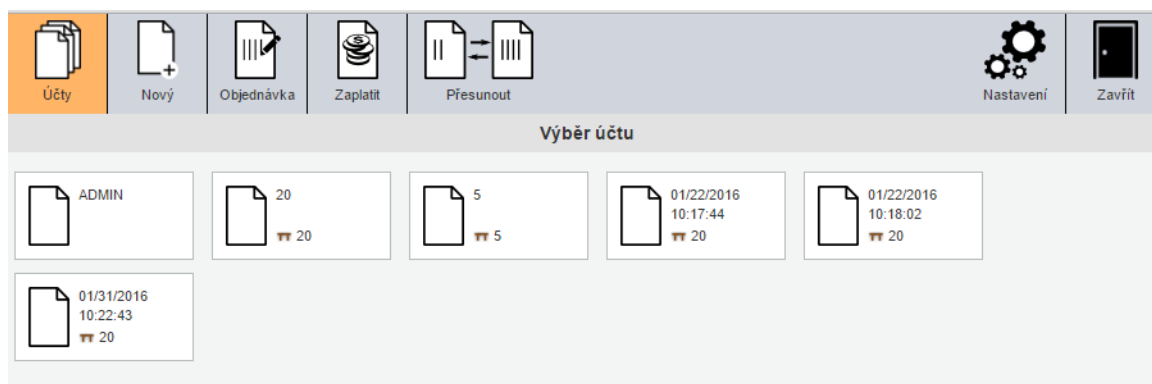 Účty
Nový
Objednávka
Zaplatit
Přesunout
Nastavení
Zavřít
Výběr účtu
ADMIN
20
20
5
5
01/22/2016
10:17:44
20
01/22/2016
10:18:02
20
01/31/2016
10:22:43
20